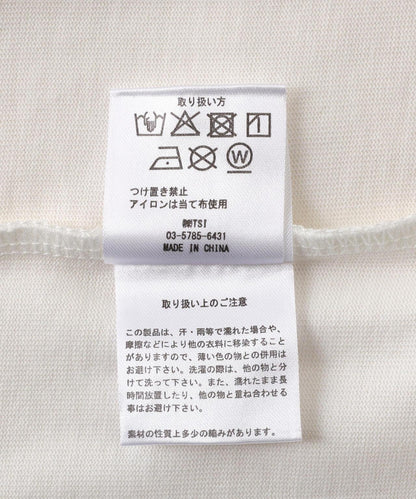 取り扱い方
つけ置き禁止
アイロンは当て布使用
㈱TSI
03-5785-6431
MADE IN CHINA
取り扱い上のご注意
この製品は、汗・雨等で濡れた場合や、
摩擦などにより他の衣料に移染すること
がありますので、薄い色の物との併用は
お避け下さい。洗濯の際は、他の物と分
けて洗って下さい。また、濡れたまま長
時間放置したり、他の物と重ね合わせる
事はお避け下さい。
素材の性質上多少の縮みがあります。